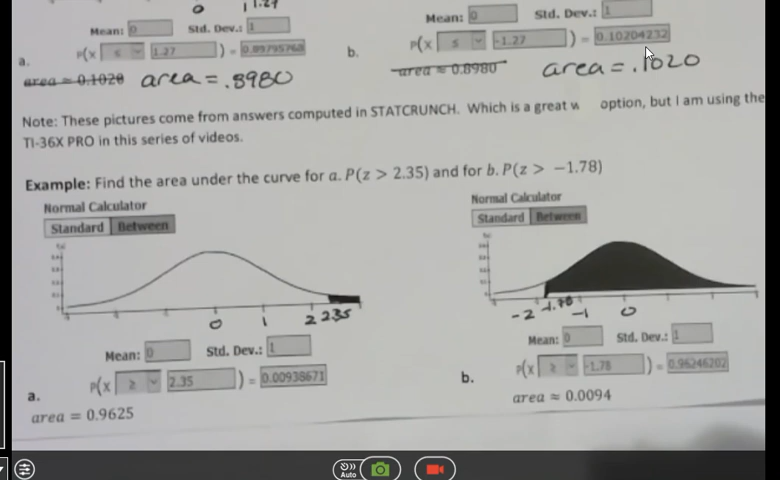 0 1 1.27
Mean: 0 Std. Dev.: 1
Mean: 0 Std. Dev.: 1
a. P(x ≤ 1.27 ) = 0.89795768
b. P(x ≤ -1.27 ) = 0.10204232
area ≈ 0.1020 area = .8980
area ≈ 0.8980 area = .1020
Note: These pictures come from answers computed in STATCRUNCH. Which is a great w option, but I am using the
TI-36X PRO in this series of videos.
Example: Find the area under the curve for a. P(z > 2.35) and for b. P(z > −1.78)
Normal Calculator
Standard Between
0 1 2 2.35
Mean: 0 Std. Dev.: 1
a. P(x ≥ 2.35 ) = 0.00938671
area = 0.9625
Normal Calculator
Standard Between
-2 -1.78 -1 0
Mean: 0 Std. Dev.: 1
b. P(x ≥ -1.78 ) = 0.96246202
area ≈ 0.0094
Auto